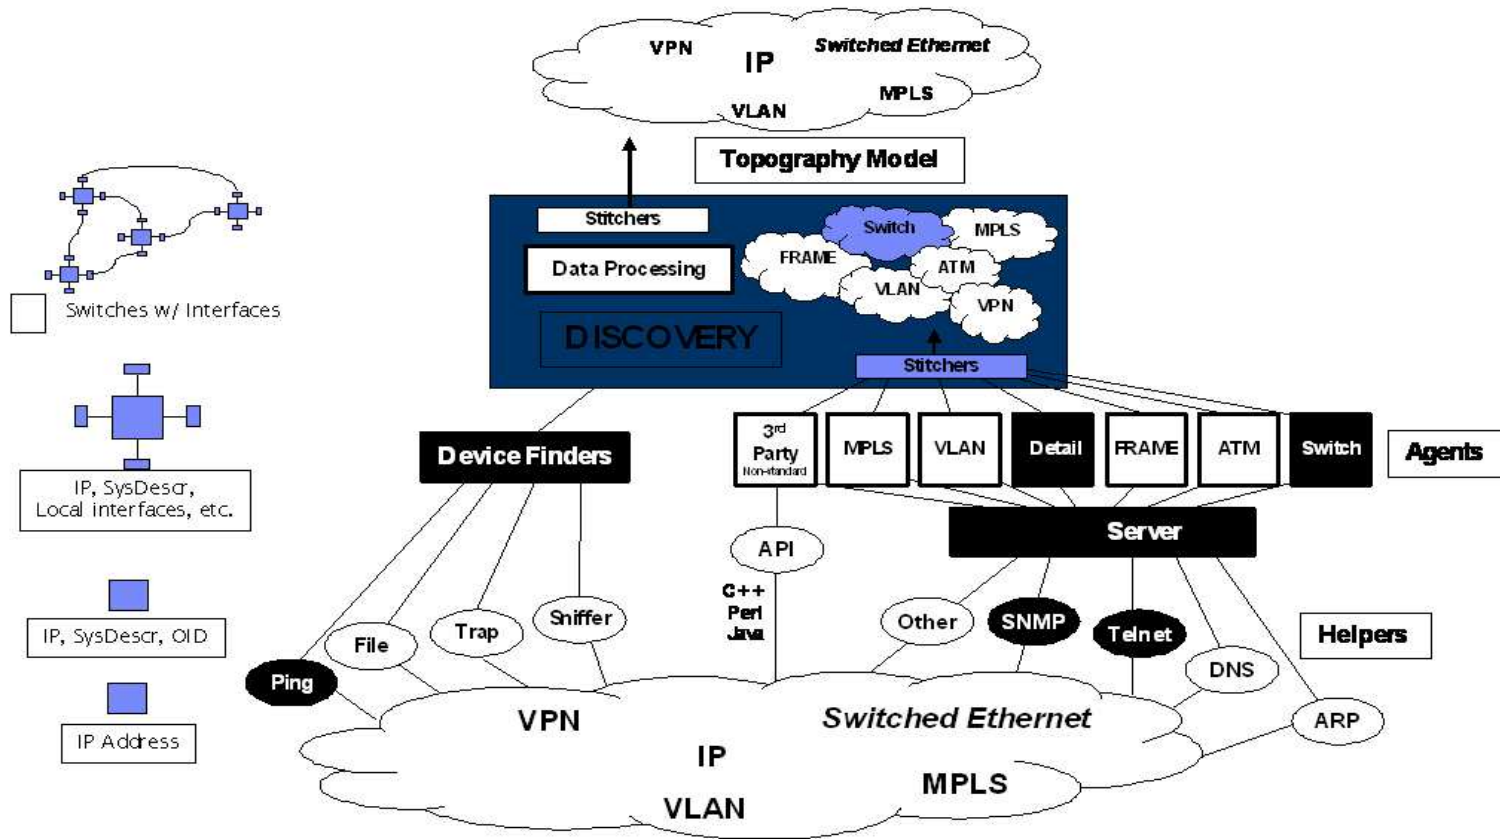 VPN
Switched Ethernet
IP
MPLS
VLAN
Topography Model
Stitchers
Switch
MPLS
FRAME
ATM
VLAN
VPN
Data Processing
DISCOVERY
Stitchers
Switches w/ Interfaces
IP, SysDescr,
Local interfaces, etc.
IP, SysDescr, OID
IP Address
Device Finders
3rd
Party
Non-standard
MPLS
VLAN
Detail
FRAME
ATM
Switch
Agents
Server
API
C++
Perl
Java
Ping
File
Trap
Sniffer
Other
SNMP
Telnet
DNS
ARP
Helpers
VPN
Switched Ethernet
IP
MPLS
VLAN